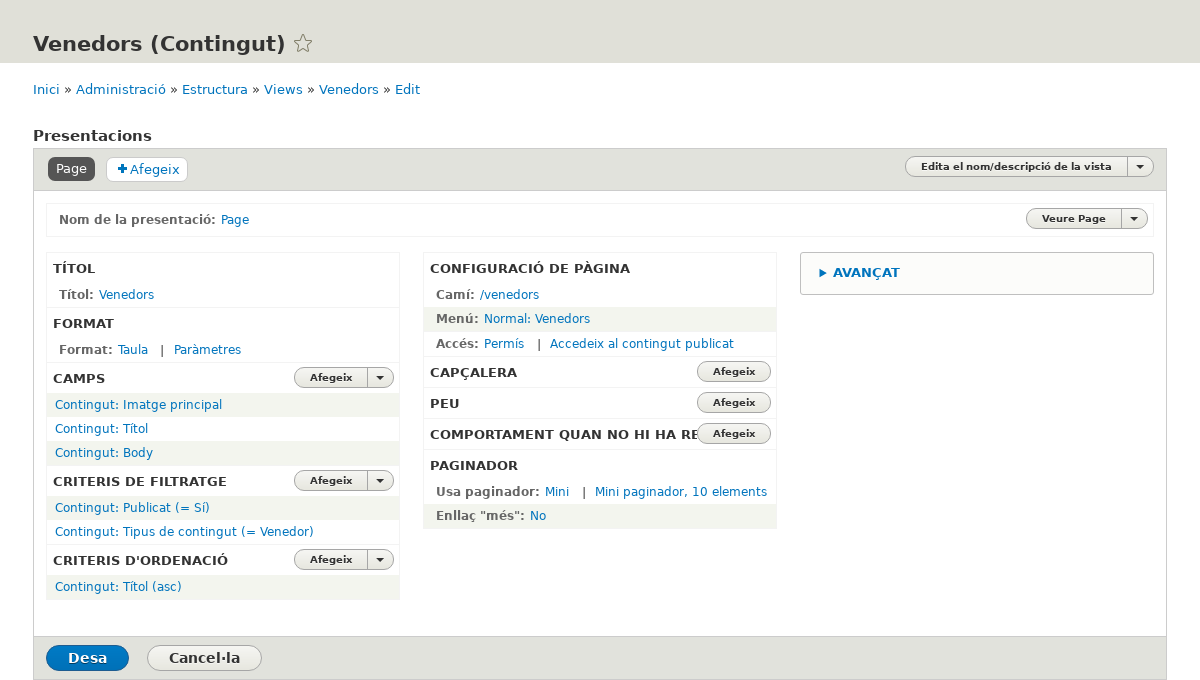 Venedors (Contingut)
Inici » Administració » Estructura » Views » Venedors » Edit
Presentacions
Page
Afegeix
Edita el nom/descripció de la vista
Nom de la presentació: Page
Veure Page
TÍTOL
Títol: Venedors
FORMAT
Format: Taula | Paràmetres
CAMPS
Afegeix
Contingut: Imatge principal
Contingut: Títol
Contingut: Body
CRITERIS DE FILTRATGE
Afegeix
Contingut: Publicat (= Sí)
Contingut: Tipus de contingut (= Venedor)
CRITERIS D'ORDENACIÓ
Afegeix
Contingut: Títol (asc)
CONFIGURACIÓ DE PÀGINA
Camí: /venedors
Menú: Normal: Venedors
Accés: Permís | Accedeix al contingut publicat
CAPÇALERA
Afegeix
PEU
Afegeix
COMPORTAMENT QUAN NO HI HA RE
Afegeix
PAGINADOR
Usa paginador: Mini | Mini paginador, 10 elements
Enllaç "més": No
AVANÇAT
Desa
Cancel·la